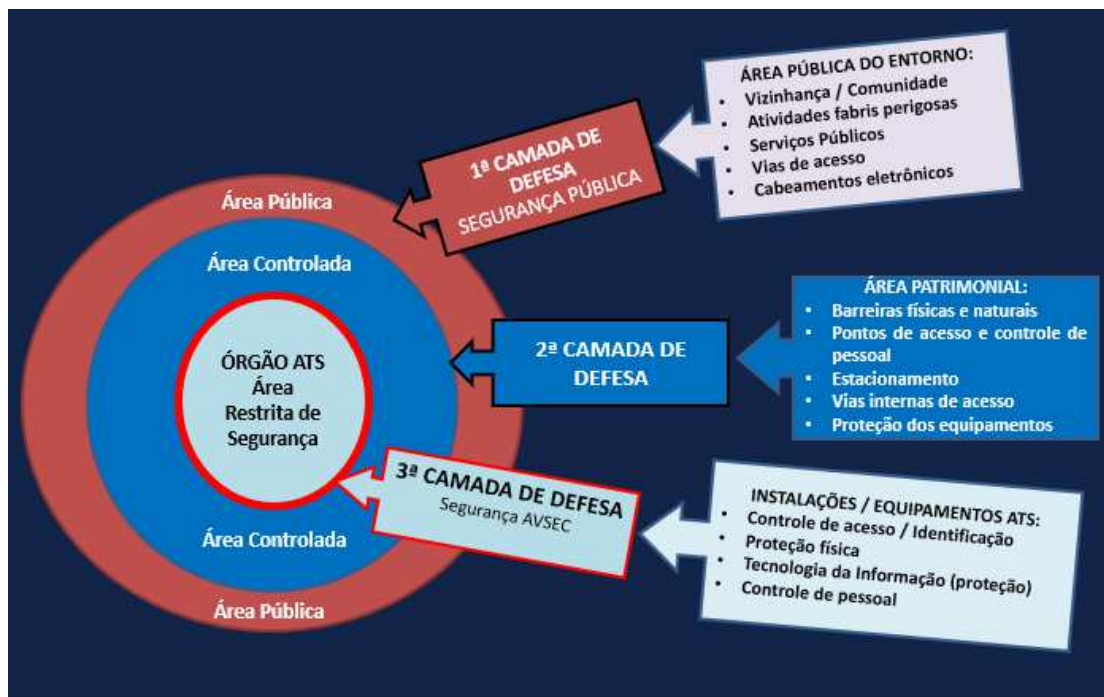 ÁREA PÚBLICA DO ENTORNO:
• Vizinhança / Comunidade
• Atividades fabris perigosas
• Serviços Públicos
• Vias de acesso
• Cabeamentos eletrônicos
1ª CAMADA DE
DEFESA
SEGURANÇA PÚBLICA
Área Pública
Área Controlada
ÓRGÃO ATS
Área
Restrita de
Segurança
Área Controlada
Área Pública
2ª CAMADA DE
DEFESA
ÁREA PATRIMONIAL:
• Barreiras físicas e naturais
• Pontos de acesso e controle de
pessoal
• Estacionamento
• Vias internas de acesso
• Proteção dos equipamentos
3ª CAMADA DE DEFESA
Segurança AVSEC
INSTALAÇÕES / EQUIPAMENTOS ATS:
• Controle de acesso / Identificação
• Proteção física
• Tecnologia da Informação (proteção)
• Controle de pessoal